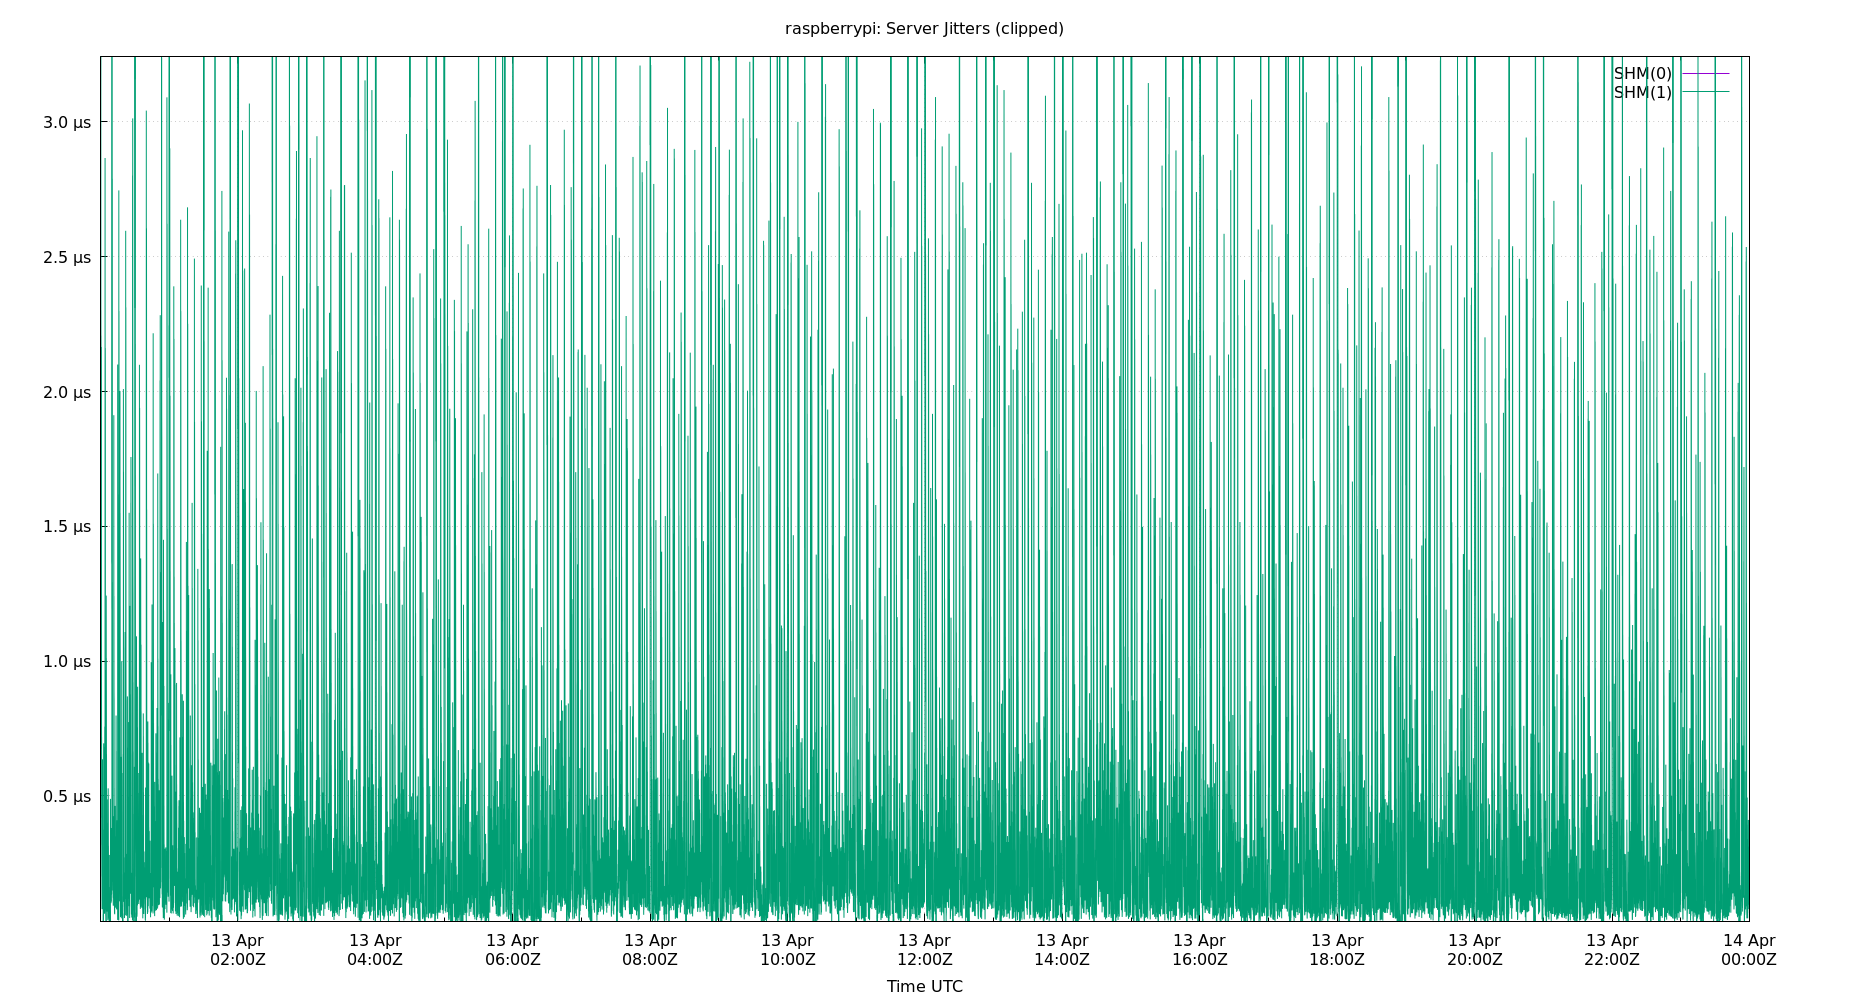 raspberrypi: Server Jitters (clipped)
SHM(0)
SHM(1)
3.0 µs
2.5 µs
2.0 µs
1.5 µs
1.0 µs
0.5 µs
13 Apr 13 Apr 13 Apr 13 Apr 13 Apr 13 Apr 13 Apr 13 Apr 13 Apr 13 Apr 13 Apr 14 Apr
02:00Z 04:00Z 06:00Z 08:00Z 10:00Z 12:00Z 14:00Z 16:00Z 18:00Z 20:00Z 22:00Z 00:00Z
Time UTC